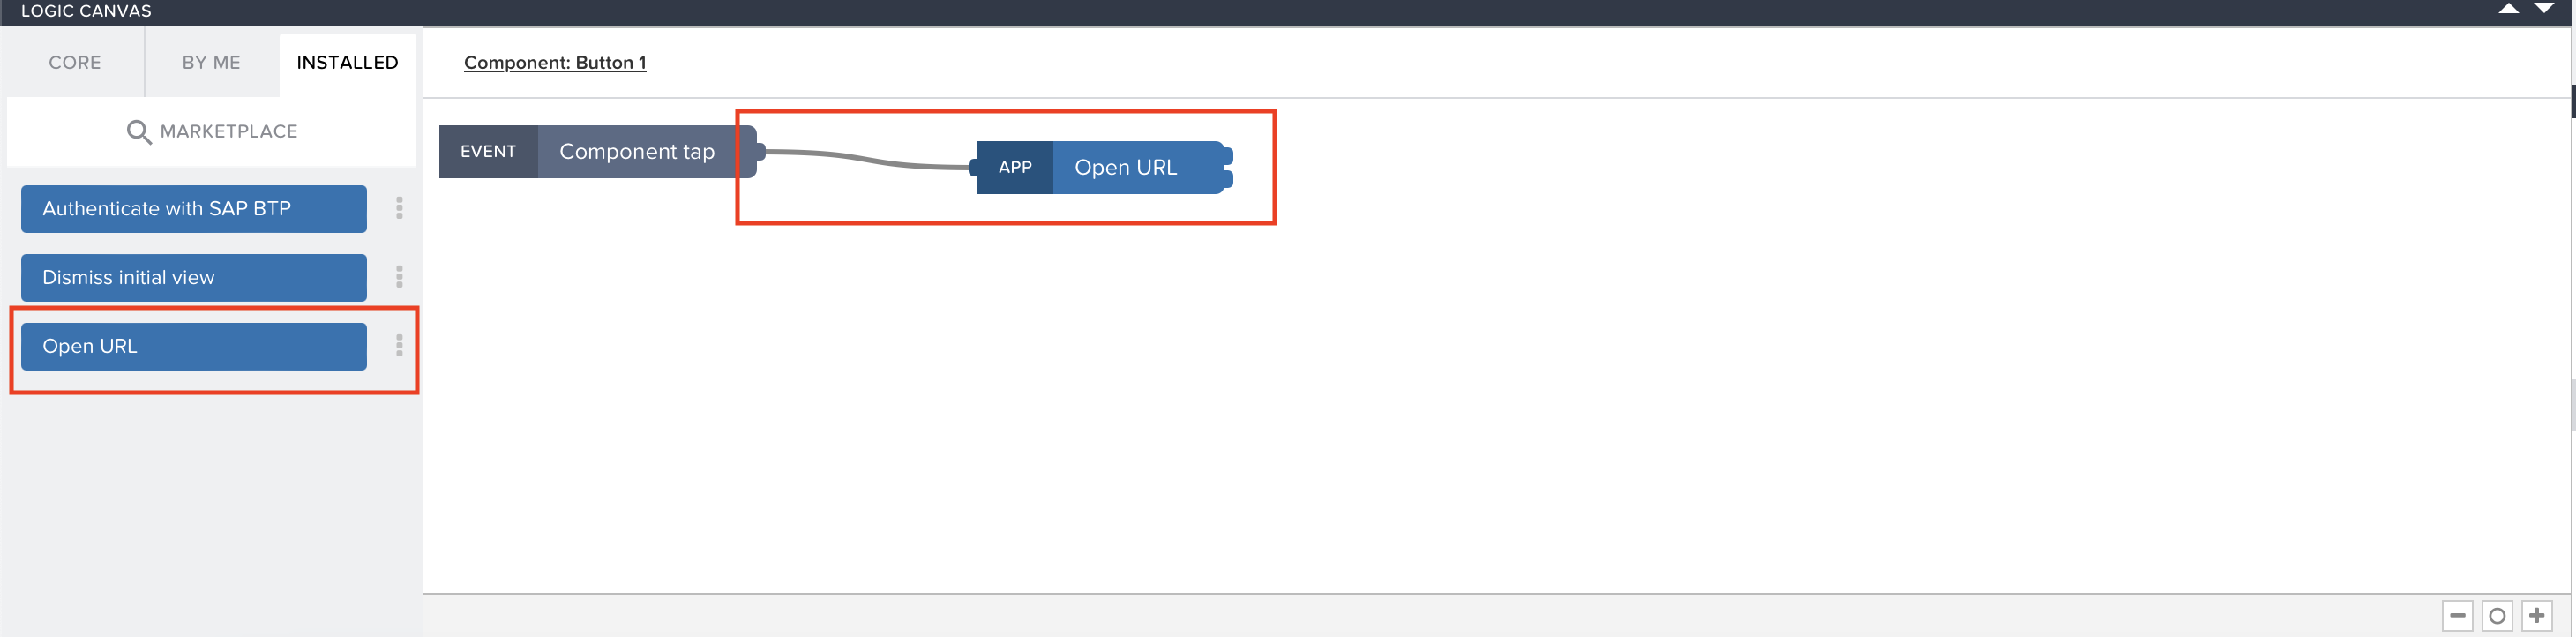 LOGIC CANVAS
CORE
BY ME
INSTALLED
MARKETPLACE
Authenticate with SAP BTP
Dismiss initial view
Open URL
Component: Button 1
EVENT
Component tap
APP
Open URL